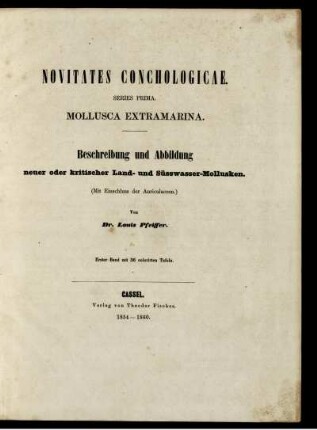 NOVITATES CONCHOLOGICAE.
SERIES PRIMA.
MOLLUSCA EXTRAMARINA.
Beschreibung und Abbildung
neuer oder kritischer Land- und Süsswasser-Mollusken.
(Mit Einschluss der Auriculaceen.)
Von
Dr. Louis Pfeiffer.
Erster Band mit 36 colorirten Tafeln.
CASSEL.
Verlag von Theodor Fischer.
1854—1860.